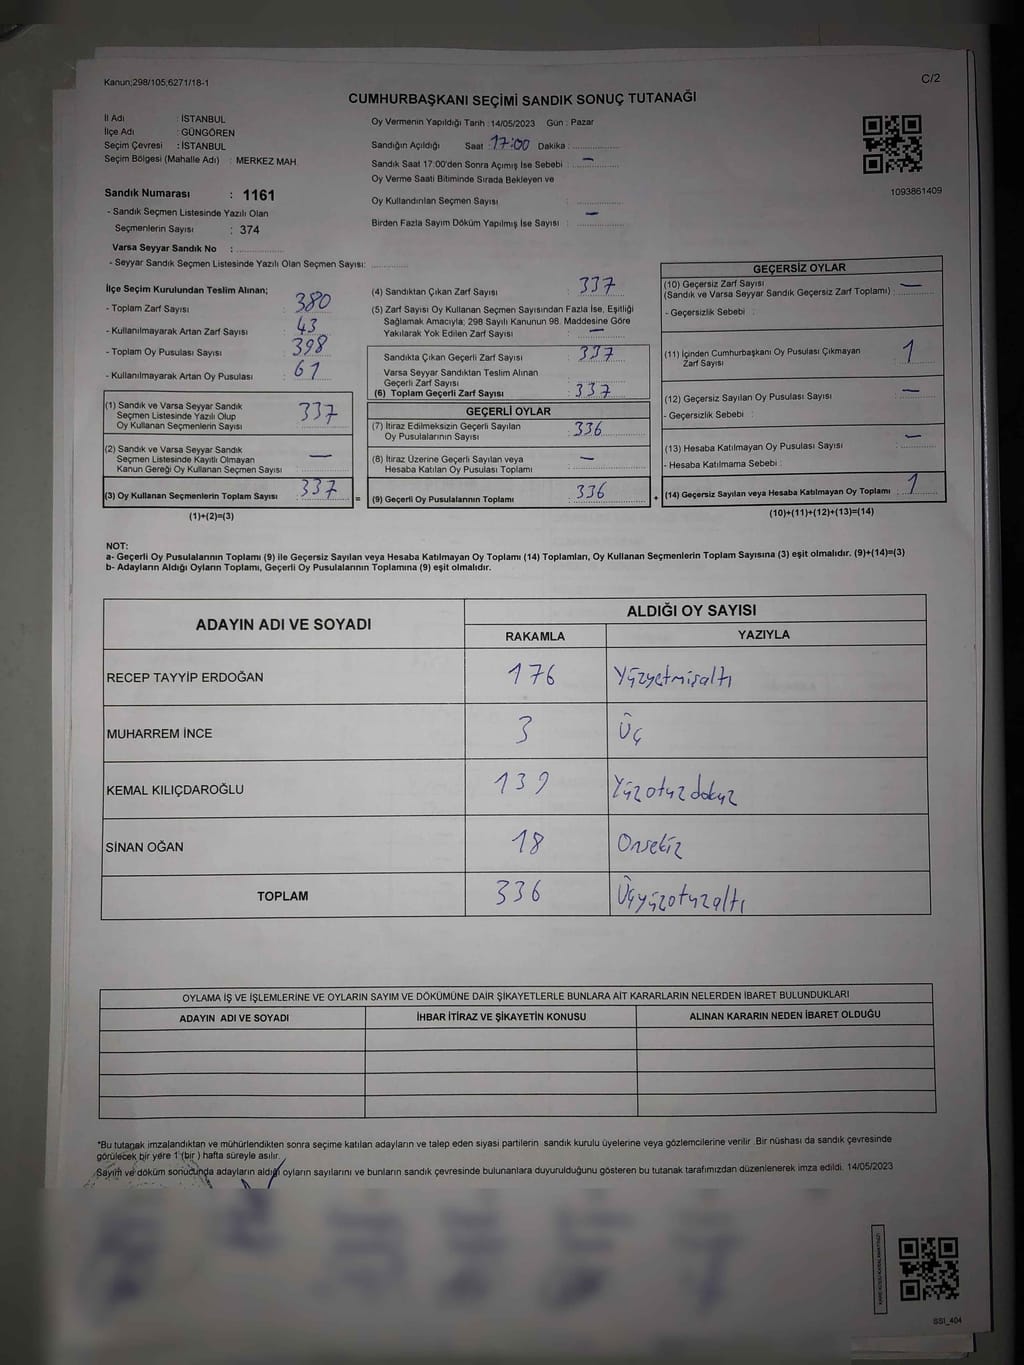 Kanun;298/105;6271/18-1
C/2
CUMHURBAŞKANI SEÇİMİ SANDIK SONUÇ TUTANAĞI
İl Adı : İSTANBUL
İlçe Adı : GÜNGÖREN
Seçim Çevresi : İSTANBUL
Seçim Bölgesi (Mahalle Adı) : MERKEZ MAH.
Sandık Numarası : 1161
- Sandık Seçmen Listesinde Yazılı Olan
Seçmenlerin Sayısı : 374
Varsa Seyyar Sandık No :
- Seyyar Sandık Seçmen Listesinde Yazılı Olan Seçmen Sayısı:
Oy Vermenin Yapıldığı Tarih : 14/05/2023 Gün : Pazar
Sandığın Açıldığı Saat : 17:00 Dakika :
Sandık Saat 17:00'den Sonra Açımış İse Sebebi : —
Oy Verme Saati Bitiminde Sırada Bekleyen ve
Oy Kullandırılan Seçmen Sayısı :
Birden Fazla Sayım Döküm Yapılmış İse Sayısı : —
1093861409
İlçe Seçim Kurulundan Teslim Alınan;
- Toplam Zarf Sayısı : 380
- Kullanılmayarak Artan Zarf Sayısı : 43
- Toplam Oy Pusulası Sayısı : 398
- Kullanılmayarak Artan Oy Pusulası : 61
(1) Sandık ve Varsa Seyyar Sandık
Seçmen Listesinde Yazılı Olup
Oy Kullanan Seçmenlerin Sayısı : 337
(2) Sandık ve Varsa Seyyar Sandık
Seçmen Listesinde Kayıtlı Olmayan
Kanun Gereği Oy Kullanan Seçmen Sayısı : —
(3) Oy Kullanan Seçmenlerin Toplam Sayısı : 337 =
(1)+(2)=(3)
(4) Sandıktan Çıkan Zarf Sayısı : 337
(5) Zarf Sayısı Oy Kullanan Seçmen Sayısından Fazla İse, Eşitliği
Sağlamak Amacıyla; 298 Sayılı Kanunun 98. Maddesine Göre
Yakılarak Yok Edilen Zarf Sayısı : —
Sandıkta Çıkan Geçerli Zarf Sayısı : 337
Varsa Seyyar Sandıktan Teslim Alınan
Geçerli Zarf Sayısı :
(6) Toplam Geçerli Zarf Sayısı : 337
GEÇERLİ OYLAR
(7) İtiraz Edilmeksizin Geçerli Sayılan
Oy Pusulalarının Sayısı : 336
(8) İtiraz Üzerine Geçerli Sayılan veya
Hesaba Katılan Oy Pusulası Toplamı : —
(9) Geçerli Oy Pusulalarının Toplamı : 336 +
GEÇERSİZ OYLAR
(10) Geçersiz Zarf Sayısı
(Sandık ve Varsa Seyyar Sandık Geçersiz Zarf Toplamı) : —
- Geçersizlik Sebebi :
(11) İçinden Cumhurbaşkanı Oy Pusulası Çıkmayan
Zarf Sayısı : 1
(12) Geçersiz Sayılan Oy Pusulası Sayısı : —
- Geçersizlik Sebebi :
(13) Hesaba Katılmayan Oy Pusulası Sayısı : —
- Hesaba Katılmama Sebebi :
(14) Geçersiz Sayılan veya Hesaba Katılmayan Oy Toplamı : 1
(10)+(11)+(12)+(13)=(14)
NOT:
a- Geçerli Oy Pusulalarının Toplamı (9) ile Geçersiz Sayılan veya Hesaba Katılmayan Oy Toplamı (14) Toplamları, Oy Kullanan Seçmenlerin Toplam Sayısına (3) eşit olmalıdır. (9)+(14)=(3)
b- Adayların Aldığı Oyların Toplamı, Geçerli Oy Pusulalarının Toplamına (9) eşit olmalıdır.
ADAYIN ADI VE SOYADI ALDIĞI OY SAYISI
RAKAMLA YAZIYLA
RECEP TAYYİP ERDOĞAN 176 Yüzyetmişaltı
MUHARREM İNCE 3 Üç
KEMAL KILIÇDAROĞLU 139 Yüzotuzdokuz
SİNAN OĞAN 18 Onsekiz
TOPLAM 336 Üçyüzotuzaltı
OYLAMA İŞ VE İŞLEMLERİNE VE OYLARIN SAYIM VE DÖKÜMÜNE DAİR ŞİKAYETLERLE BUNLARA AİT KARARLARIN NELERDEN İBARET BULUNDUKLARI
ADAYIN ADI VE SOYADI İHBAR İTİRAZ VE ŞİKAYETİN KONUSU ALINAN KARARIN NEDEN İBARET OLDUĞU
*Bu tutanak imzalandıktan ve mühürlendikten sonra seçime katılan adayların ve talep eden siyasi partilerin sandık kurulu üyelerine veya gözlemcilerine verilir .Bir nüshası da sandık çevresinde
görülecek bir yere 1 (bir ) hafta süreyle asılır.
Sayım ve döküm sonucunda adayların aldığı oyların sayılarını ve bunların sandık çevresinde bulunanlara duyurulduğunu gösteren bu tutanak tarafımızdan düzenlenerek imza edildi. 14/05/2023
SSI_404